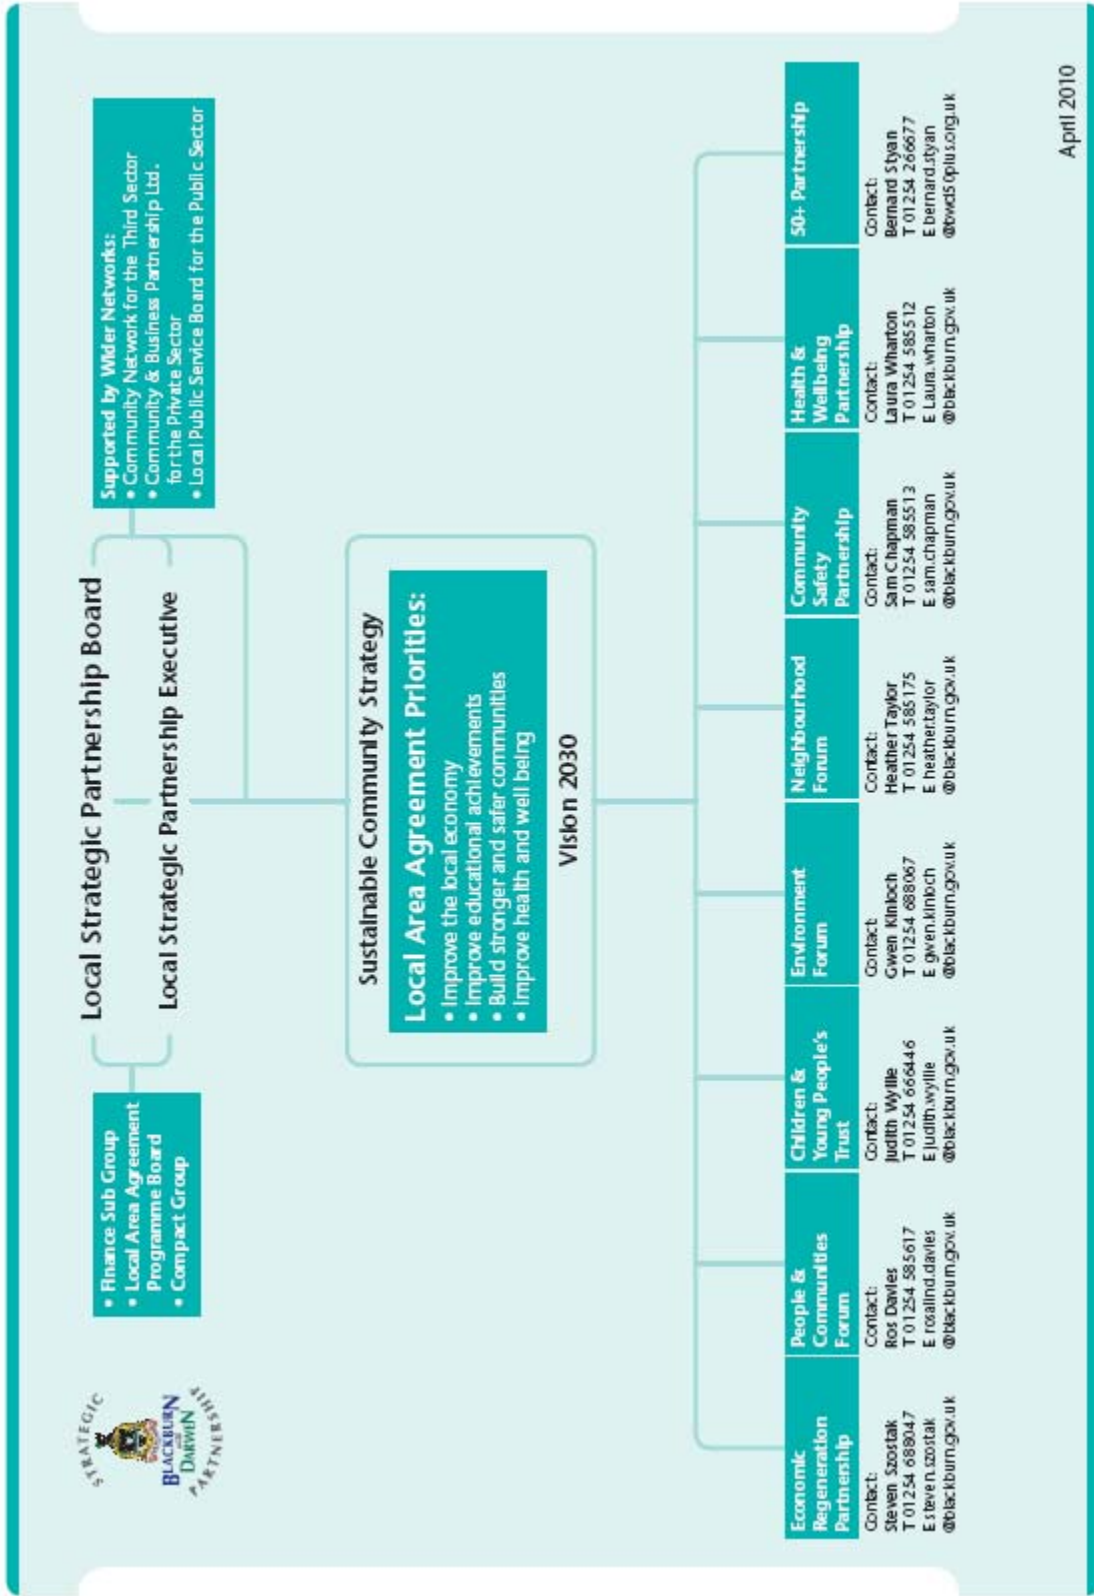 STRATEGIC
BLACKBURN
with
DARWEN
PARTNERSHIP
• Finance Sub Group
• Local Area Agreement
Programme Board
• Compact Group
Local Strategic Partnership Board
Local Strategic Partnership Executive
Supported by Wider Networks:
• Community Network for the Third Sector
• Community & Business Partnership Ltd.
for the Private Sector
• Local Public Service Board for the Public Sector
Sustainable Community Strategy
Local Area Agreement Priorities:
• Improve the local economy
• Improve educational achievements
• Build stronger and safer communities
• Improve health and well being
Vision 2030
Economic
Regeneration
Partnership
Contact:
Steven Szostak
T 01254 688047
E steven.szostak
@blackburn.gov.uk
People &
Communities
Forum
Contact:
Ros Davies
T 01254 585617
E rosalind.davies
@blackburn.gov.uk
Children &
Young People's
Trust
Contact:
Judith Wyllie
T 01254 666446
E judith.wyllie
@blackburn.gov.uk
Environment
Forum
Contact:
Gwen Kinloch
T 01254 688067
E gwen.kinloch
@blackburn.gov.uk
Neighbourhood
Forum
Contact:
Heather Taylor
T 01254 585175
E heather.taylor
@blackburn.gov.uk
Community
Safety
Partnership
Contact:
Sam Chapman
T 01254 585513
E sam.chapman
@blackburn.gov.uk
Health &
Wellbeing
Partnership
Contact:
Laura Wharton
T 01254 585512
E Laura.wharton
@blackburn.gov.uk
50+ Partnership
Contact:
Bernard Styan
T 01254 266677
E bernard.styan
@bwd50plus.org.uk
April 2010